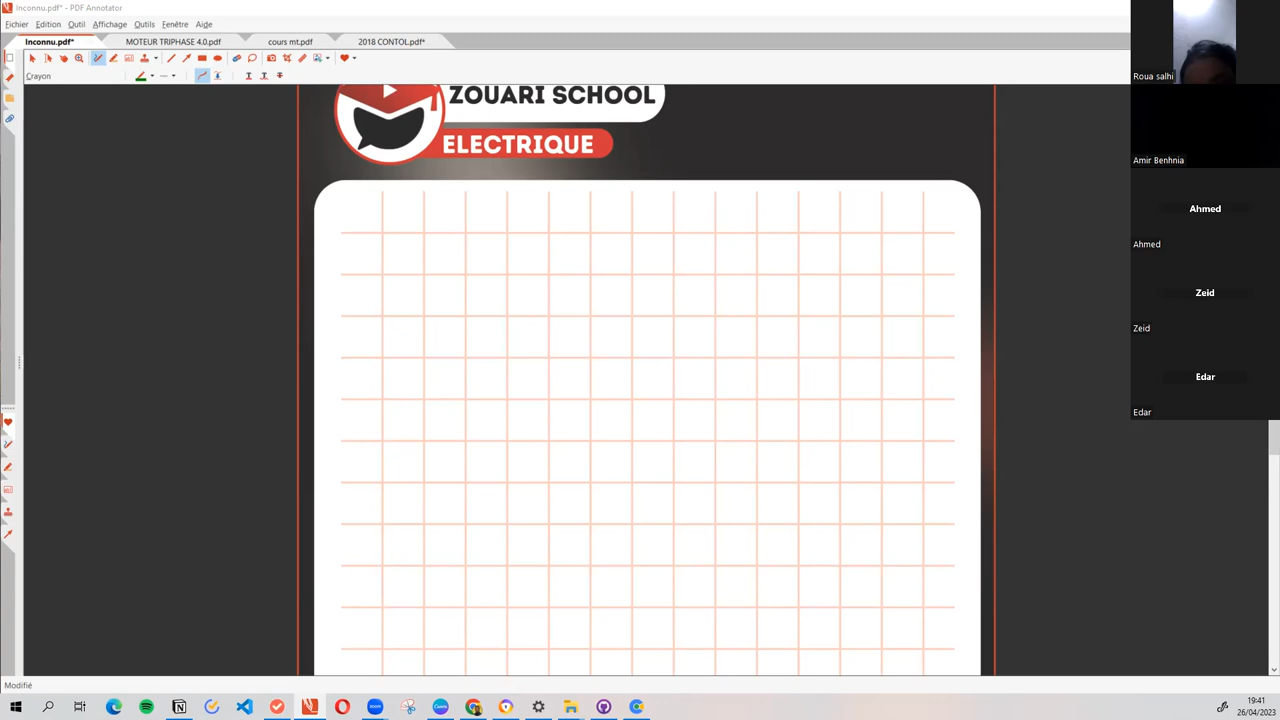 Inconnu.pdf* - PDF Annotator
Fichier Edition Outil Affichage Outils Fenêtre Aide
Inconnu.pdf* MOTEUR TRIPHASE 4.0.pdf cours mt.pdf 2018 CONTOL.pdf*
Crayon
ZOUARI SCHOOL
ELECTRIQUE
Roua salhi
Amir Benhnia
Ahmed
Ahmed
Zeid
Zeid
Edar
Edar
Modifié
19:41
26/04/2023